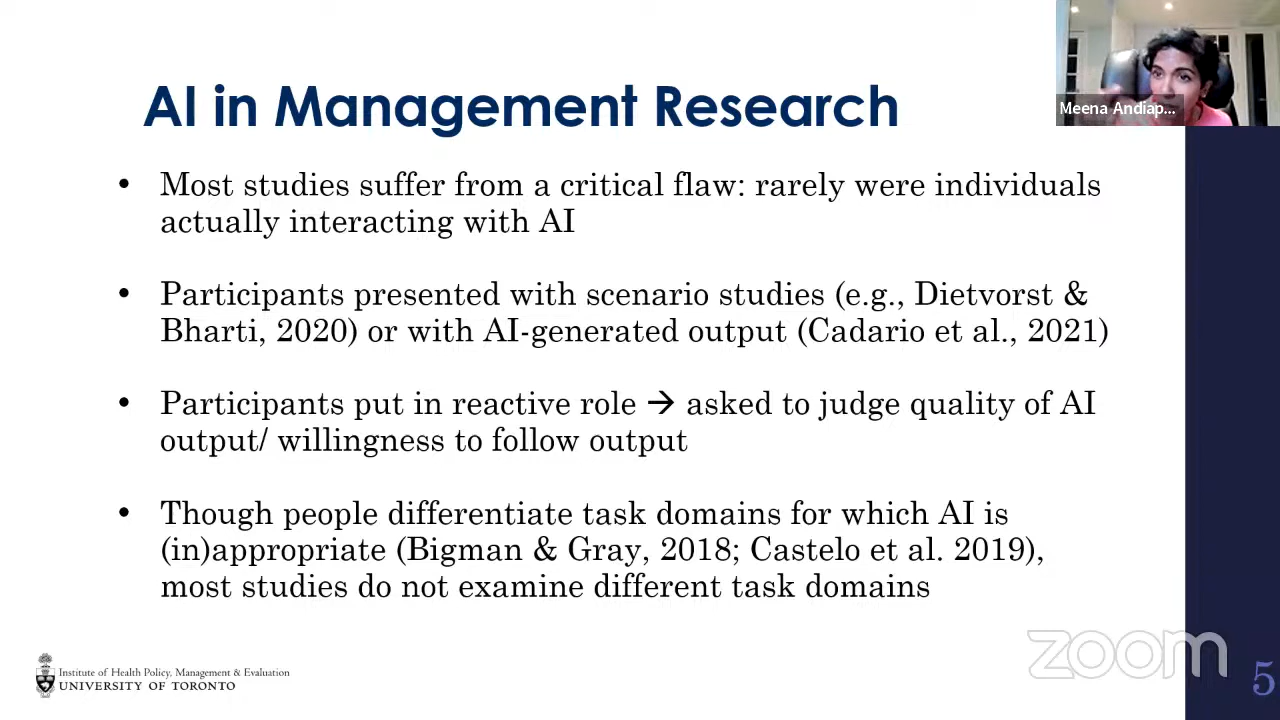 AI in Management Research
Meena Andiap...
• Most studies suffer from a critical flaw: rarely were individuals
actually interacting with AI
• Participants presented with scenario studies (e.g., Dietvorst &
Bharti, 2020) or with AI-generated output (Cadario et al., 2021)
• Participants put in reactive role → asked to judge quality of AI
output/ willingness to follow output
• Though people differentiate task domains for which AI is
(in)appropriate (Bigman & Gray, 2018; Castelo et al. 2019),
most studies do not examine different task domains
Institute of Health Policy, Management & Evaluation
UNIVERSITY OF TORONTO
zoom
5